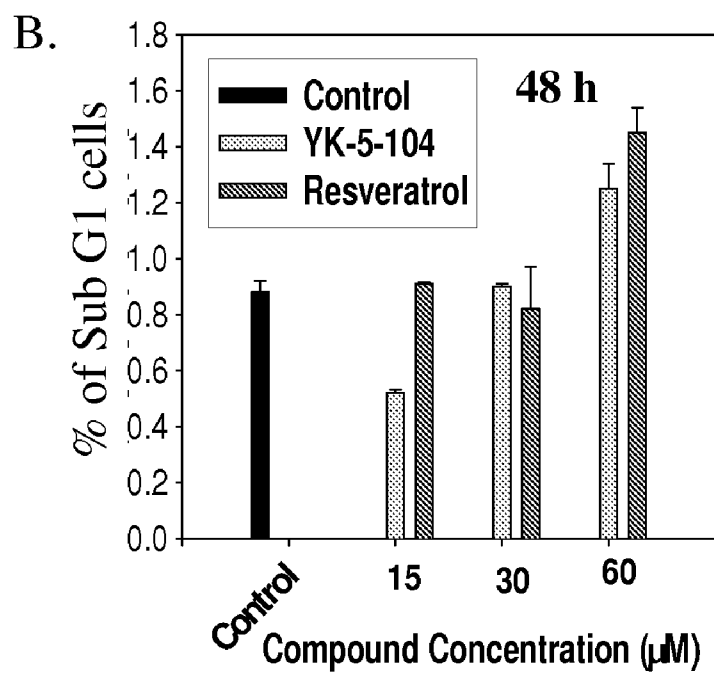 B.
% of Sub G1 cells
1.8
1.6
1.4
1.2
1.0
0.8
0.6
0.4
0.2
0.0
Control
YK-5-104
Resveratrol
48 h
Control
15
30
60
Compound Concentration (µM)